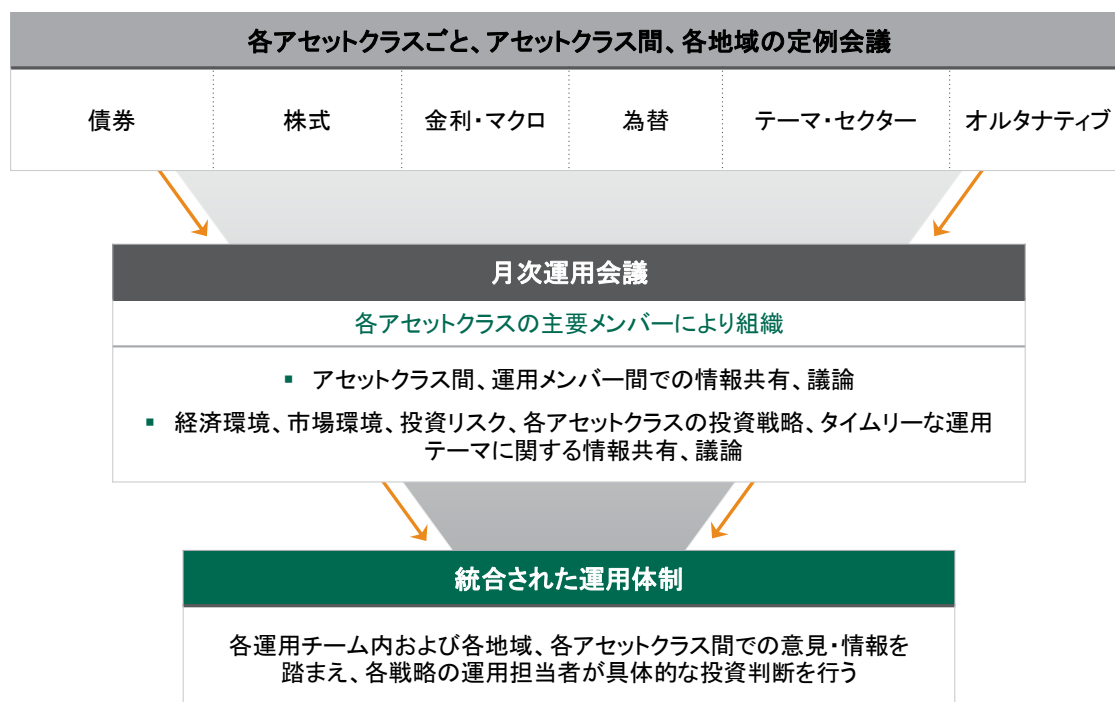 各アセットクラスごと、アセットクラス間、各地域の定例会議
債券
株式
金利・マクロ
為替
テーマ・セクター
オルタナティブ
月次運用会議
各アセットクラスの主要メンバーにより組織
▪ アセットクラス間、運用メンバー間での情報共有、議論
▪ 経済環境、市場環境、投資リスク、各アセットクラスの投資戦略、タイムリーな運用
テーマに関する情報共有、議論
統合された運用体制
各運用チーム内および各地域、各アセットクラス間での意見・情報を
踏まえ、各戦略の運用担当者が具体的な投資判断を行う